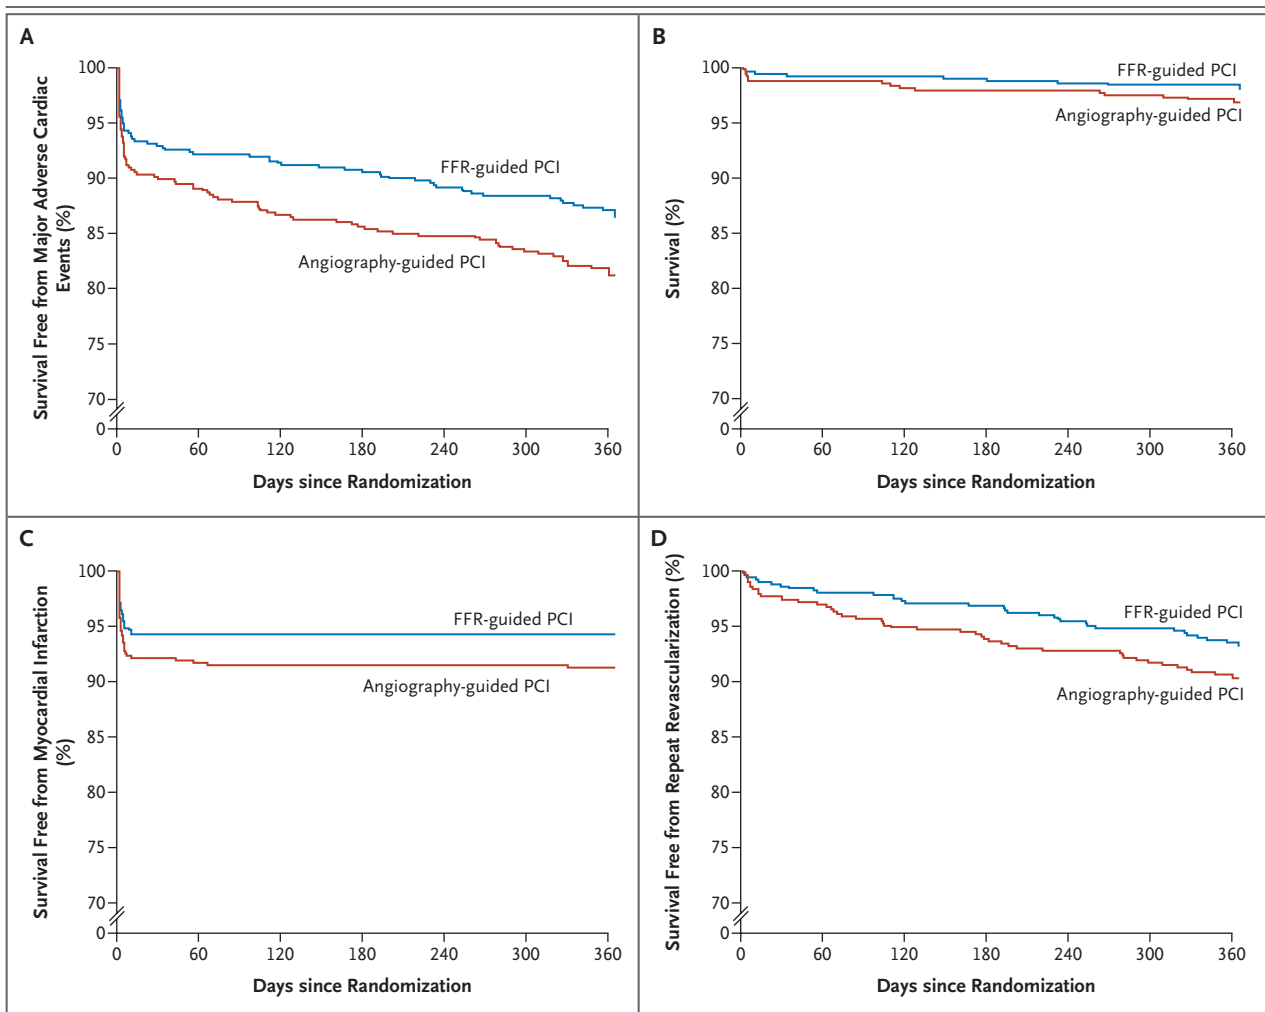 A
Survival Free from Major Adverse Cardiac
Events (%)
100
95
90
85
80
75
70
0
FFR-guided PCI
Angiography-guided PCI
0 60 120 180 240 300 360
Days since Randomization
B
Survival (%)
100
95
90
85
80
75
70
0
FFR-guided PCI
Angiography-guided PCI
0 60 120 180 240 300 360
Days since Randomization
C
Survival Free from Myocardial Infarction
(%)
100
95
90
85
80
75
70
0
FFR-guided PCI
Angiography-guided PCI
0 60 120 180 240 300 360
Days since Randomization
D
Survival Free from Repeat Revascularization (%)
100
95
90
85
80
75
70
0
FFR-guided PCI
Angiography-guided PCI
0 60 120 180 240 300 360
Days since Randomization